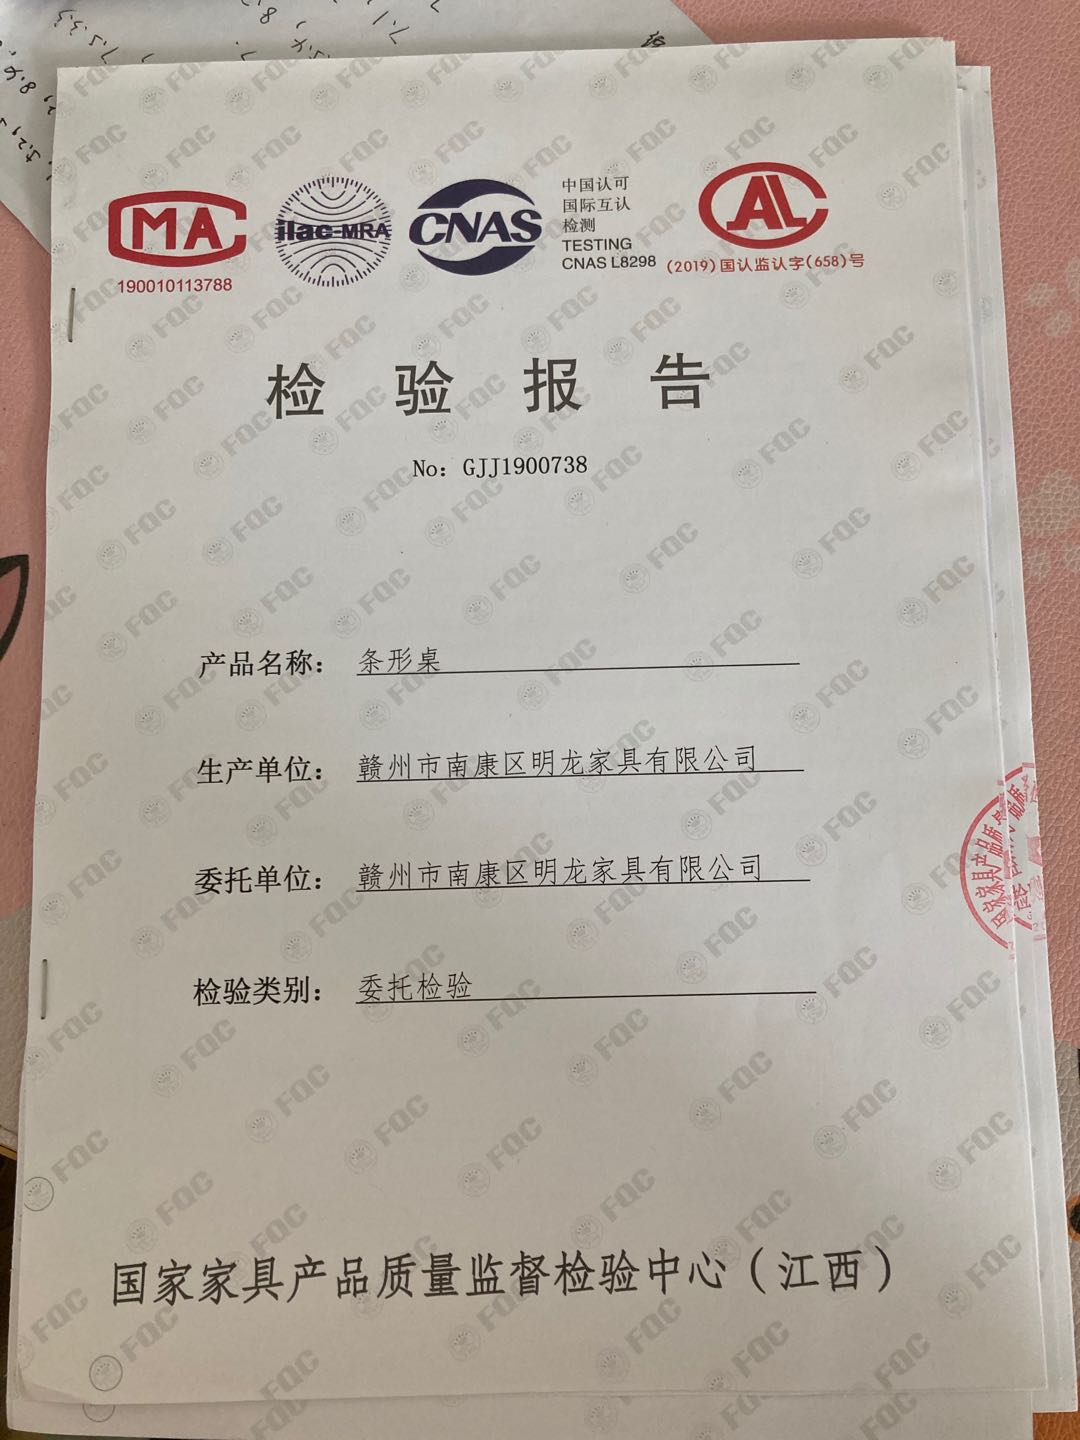 MA
ilac-MRA
CNAS
中国认可
国际互认
检测
TESTING
CNAS L8298
AL
190010113788
(2019)国认监认字(658)号
检验报告
No：GJJ1900738
产品名称： 条形桌
生产单位： 赣州市南康区明龙家具有限公司
委托单位： 赣州市南康区明龙家具有限公司
检验类别： 委托检验
国家家具产品质量监督检验中心（江西）
FQC